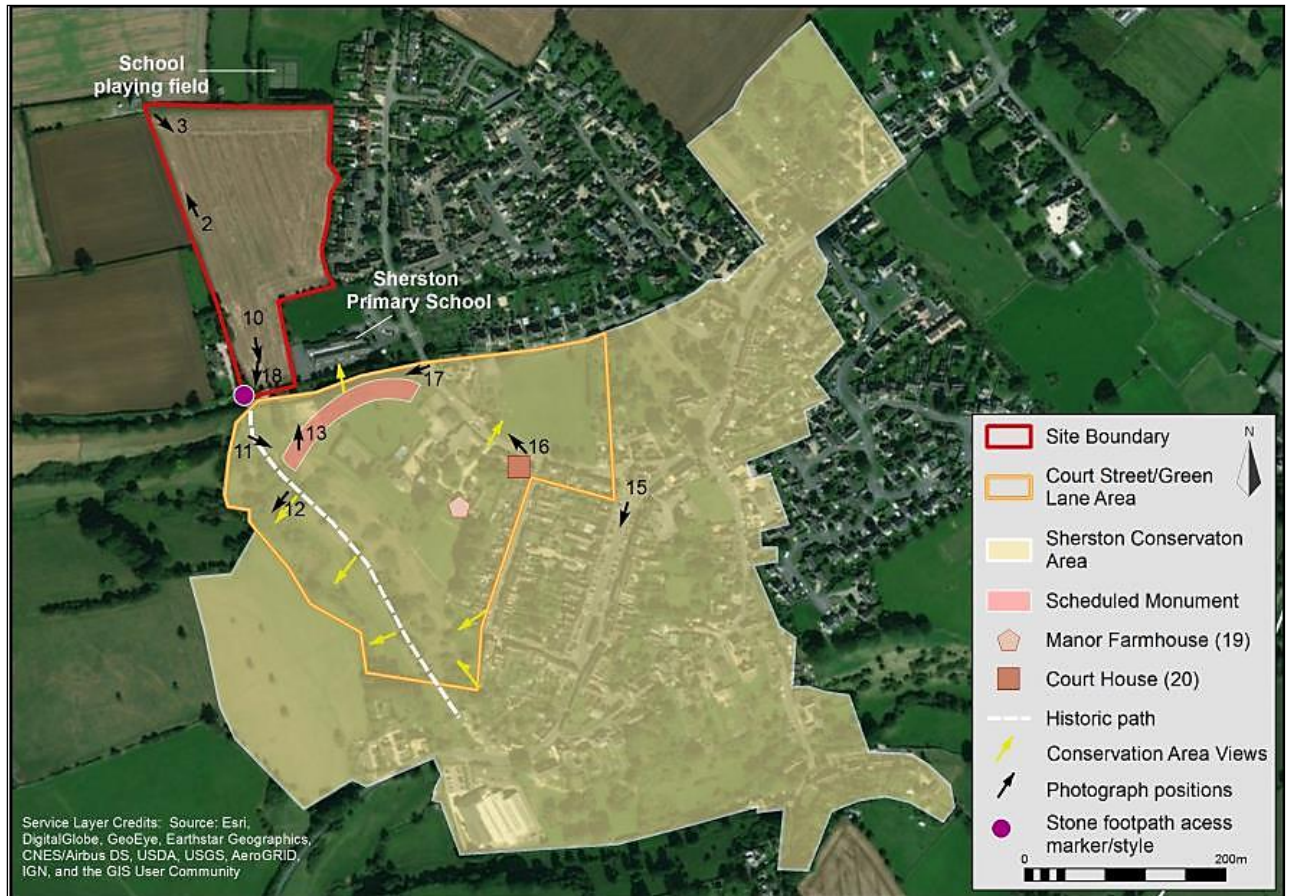 School
playing field
3
2
Sherston
Primary School
10
18
17
13
11
16
15
12
Site Boundary
N
Court Street/Green
Lane Area
Sherston Conservaton
Area
Scheduled Monument
Manor Farmhouse (19)
Court House (20)
Historic path
Conservation Area Views
Photograph positions
Stone footpath acess
marker/style
0 200m
Service Layer Credits: Source: Esri,
DigitalGlobe, GeoEye, Earthstar Geographics,
CNES/Airbus DS, USDA, USGS, AeroGRID,
IGN, and the GIS User Community